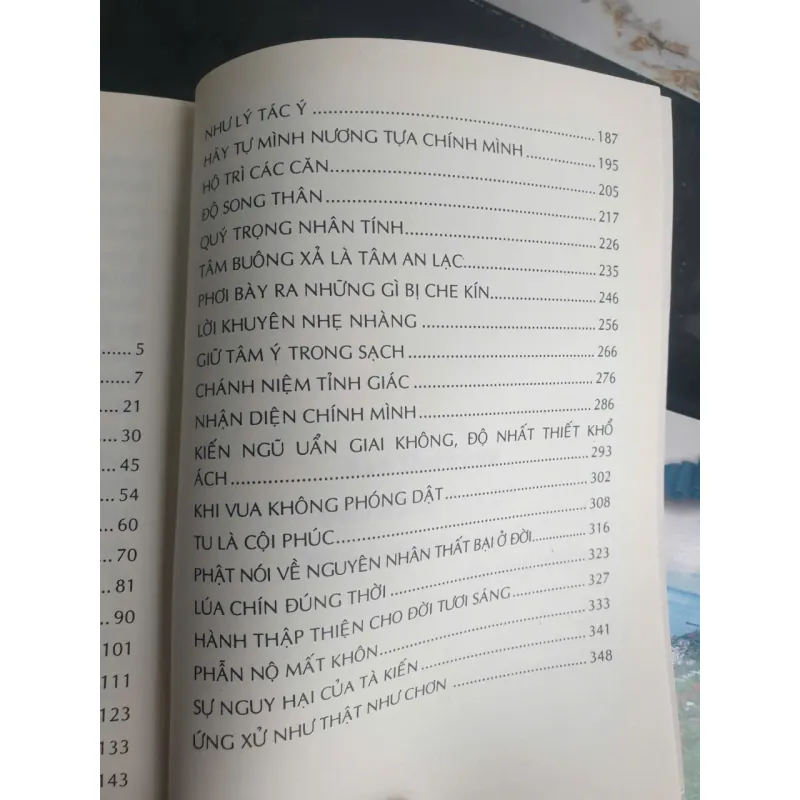 ...... 5
...... 7
... 21
... 30
.. 45
.. 54
.. 60
.. 70
.. 81
.. 90
101
111
123
133
143
NHƯ LÝ TÁC Ý ........................ 187
HÃY TỰ MÌNH NƯƠNG TỰA CHÍNH MÌNH ........................ 195
HỘ TRÌ CÁC CĂN........................ 205
ĐỘ SONG THÂN ........................ 217
QUÝ TRỌNG NHÂN TÍNH........................ 226
TÂM BUÔNG XẢ LÀ TÂM AN LẠC........................ 235
PHƠI BÀY RA NHỮNG GÌ BỊ CHE KÍN........................ 246
LỜI KHUYÊN NHẸ NHÀNG ........................ 256
GIỮ TÂM Ý TRONG SẠCH ........................ 266
CHÁNH NIỆM TỈNH GIÁC ........................ 276
NHẬN DIỆN CHÍNH MÌNH ........................ 286
KIẾN NGŨ UẨN GIAI KHÔNG, ĐỘ NHẤT THIẾT KHỔ
ÁCH........................ 293
KHI VUA KHÔNG PHÓNG DẬT ........................ 302
TU LÀ CỘI PHÚC........................ 308
PHẬT NÓI VỀ NGUYÊN NHÂN THẤT BẠI Ở ĐỜI........................ 316
LÚA CHÍN ĐÚNG THỜI ........................ 323
HÀNH THẬP THIỆN CHO ĐỜI TƯƠI SÁNG........................ 327
PHẪN NỘ MẤT KHÔN........................ 333
SỰ NGUY HẠI CỦA TÀ KIẾN ........................ 341
ỨNG XỬ NHƯ THẬT NHƯ CHƠN ........................ 348